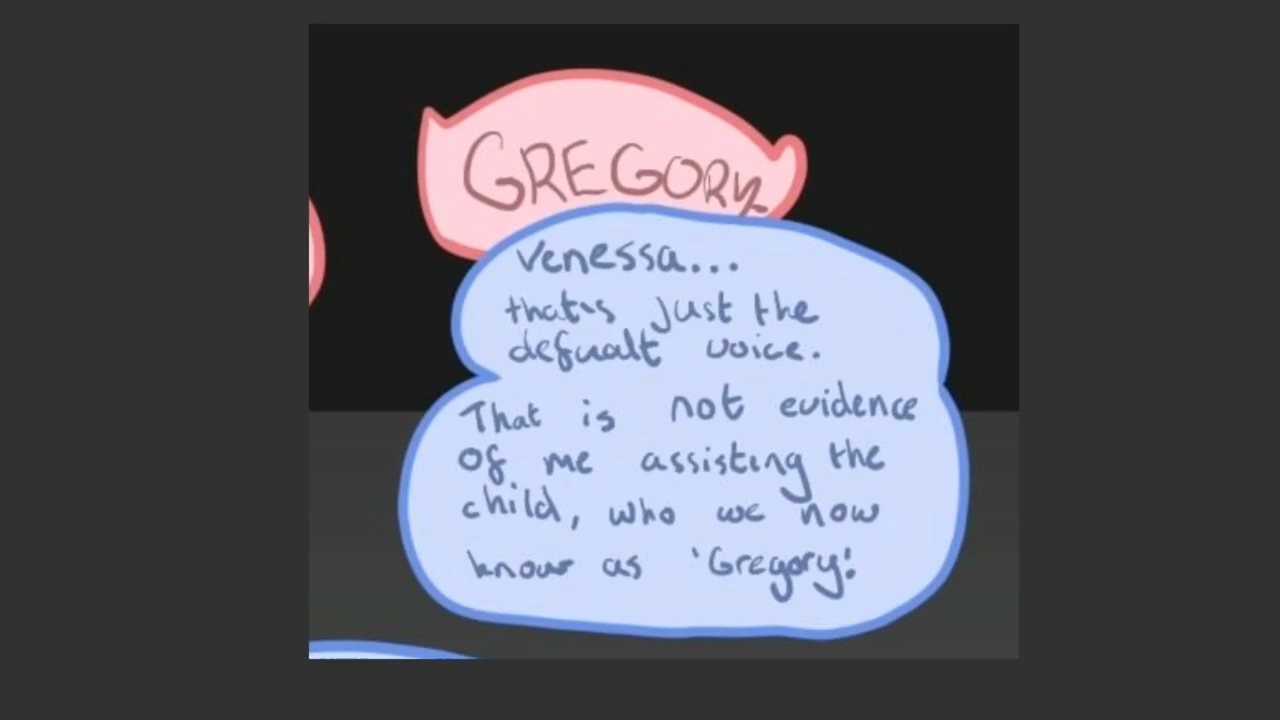 GREGORY
Venessa...
that's just the
defualt voice.
That is not evidence
of me assisting the
child, who we now
know as 'Gregory'.